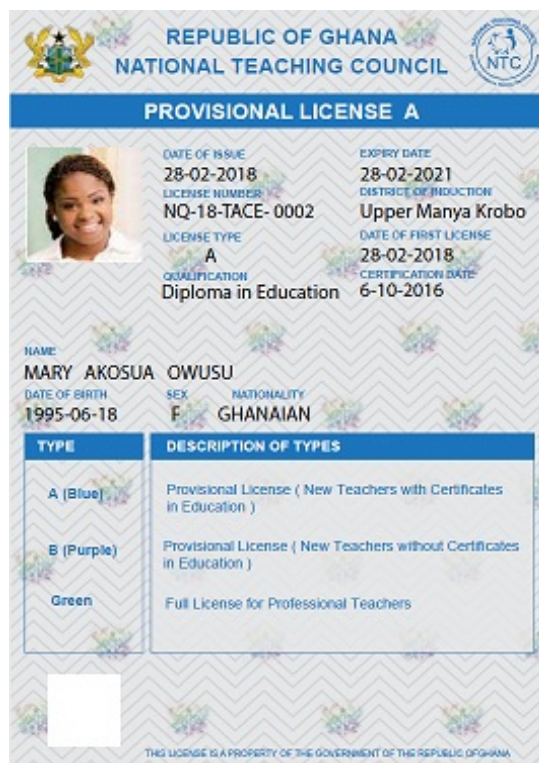 REPUBLIC OF GHANA
NATIONAL TEACHING COUNCIL
NTC
PROVISIONAL LICENSE A
DATE OF ISSUE
28-02-2018
EXPIRY DATE
28-02-2021
LICENSE NUMBER
NQ-18-TACE- 0002
DISTRICT OF INDUCTION
Upper Manya Krobo
LICENSE TYPE
A
DATE OF FIRST LICENSE
28-02-2018
QUALIFICATION
Diploma in Education
CERTIFICATION DATE
6-10-2016
NAME
MARY AKOSUA OWUSU
DATE OF BIRTH SEX NATIONALITY
1995-06-18 F GHANAIAN
TYPE DESCRIPTION OF TYPES
A (Blue) Provisional License ( New Teachers with Certificates
in Education )
B (Purple) Provisional License ( New Teachers without Certificates
in Education )
Green Full License for Professional Teachers
THIS LICENSE IS A PROPERTY OF THE GOVERNMENT OF THE REPUBLIC OFGHANA